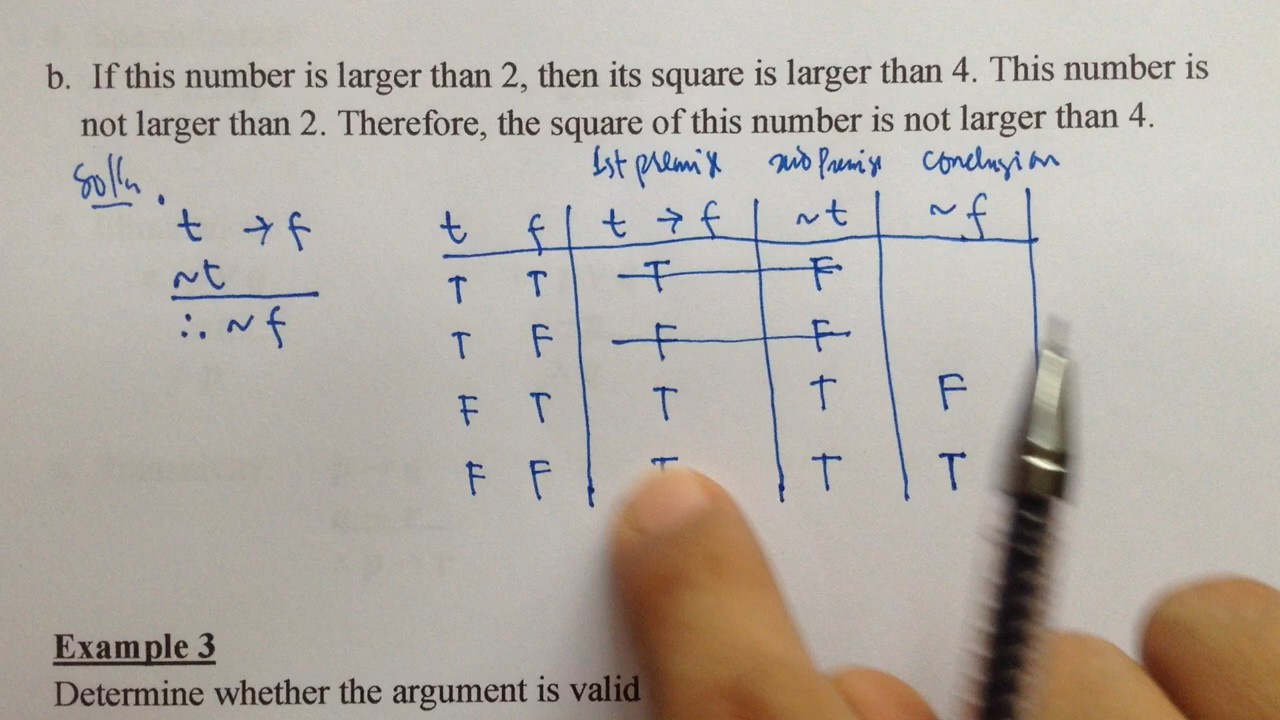 b. If this number is larger than 2, then its square is larger than 4. This number is
not larger than 2. Therefore, the square of this number is not larger than 4.
Solln. 1st premix 2nd Premise conclusion
t → f t f t → f ~t ~f
~t T T T F
∴ ~f T F F F
F T T T F
F F T T T
Example 3
Determine whether the argument is valid